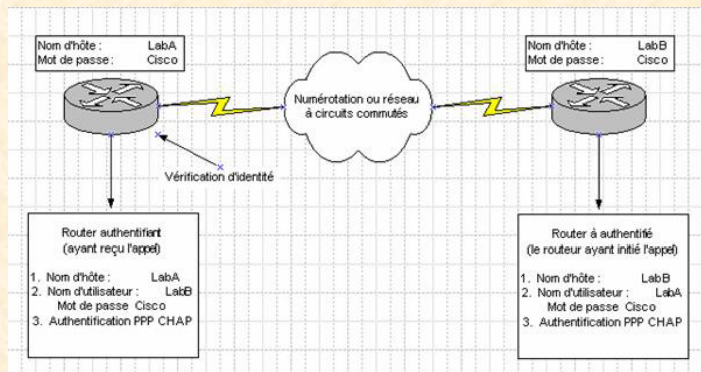 Nom d'hôte : LabA
Mot de passe : Cisco
Nom d'hôte : LabB
Mot de passe : Cisco
Numérotation ou réseau
à circuits commutés
Vérification d'identité
Router authentifiant
(ayant reçu l'appel)
1. Nom d'hôte : LabA
2. Nom d'utilisateur : LabB
Mot de passe Cisco
3. Authentification PPP CHAP
Router à authentifié
(le routeur ayant initié l'appel)
1. Nom d'hôte : LabB
2. Nom d'utilisateur : LabA
Mot de passe Cisco
3. Authentification PPP CHAP